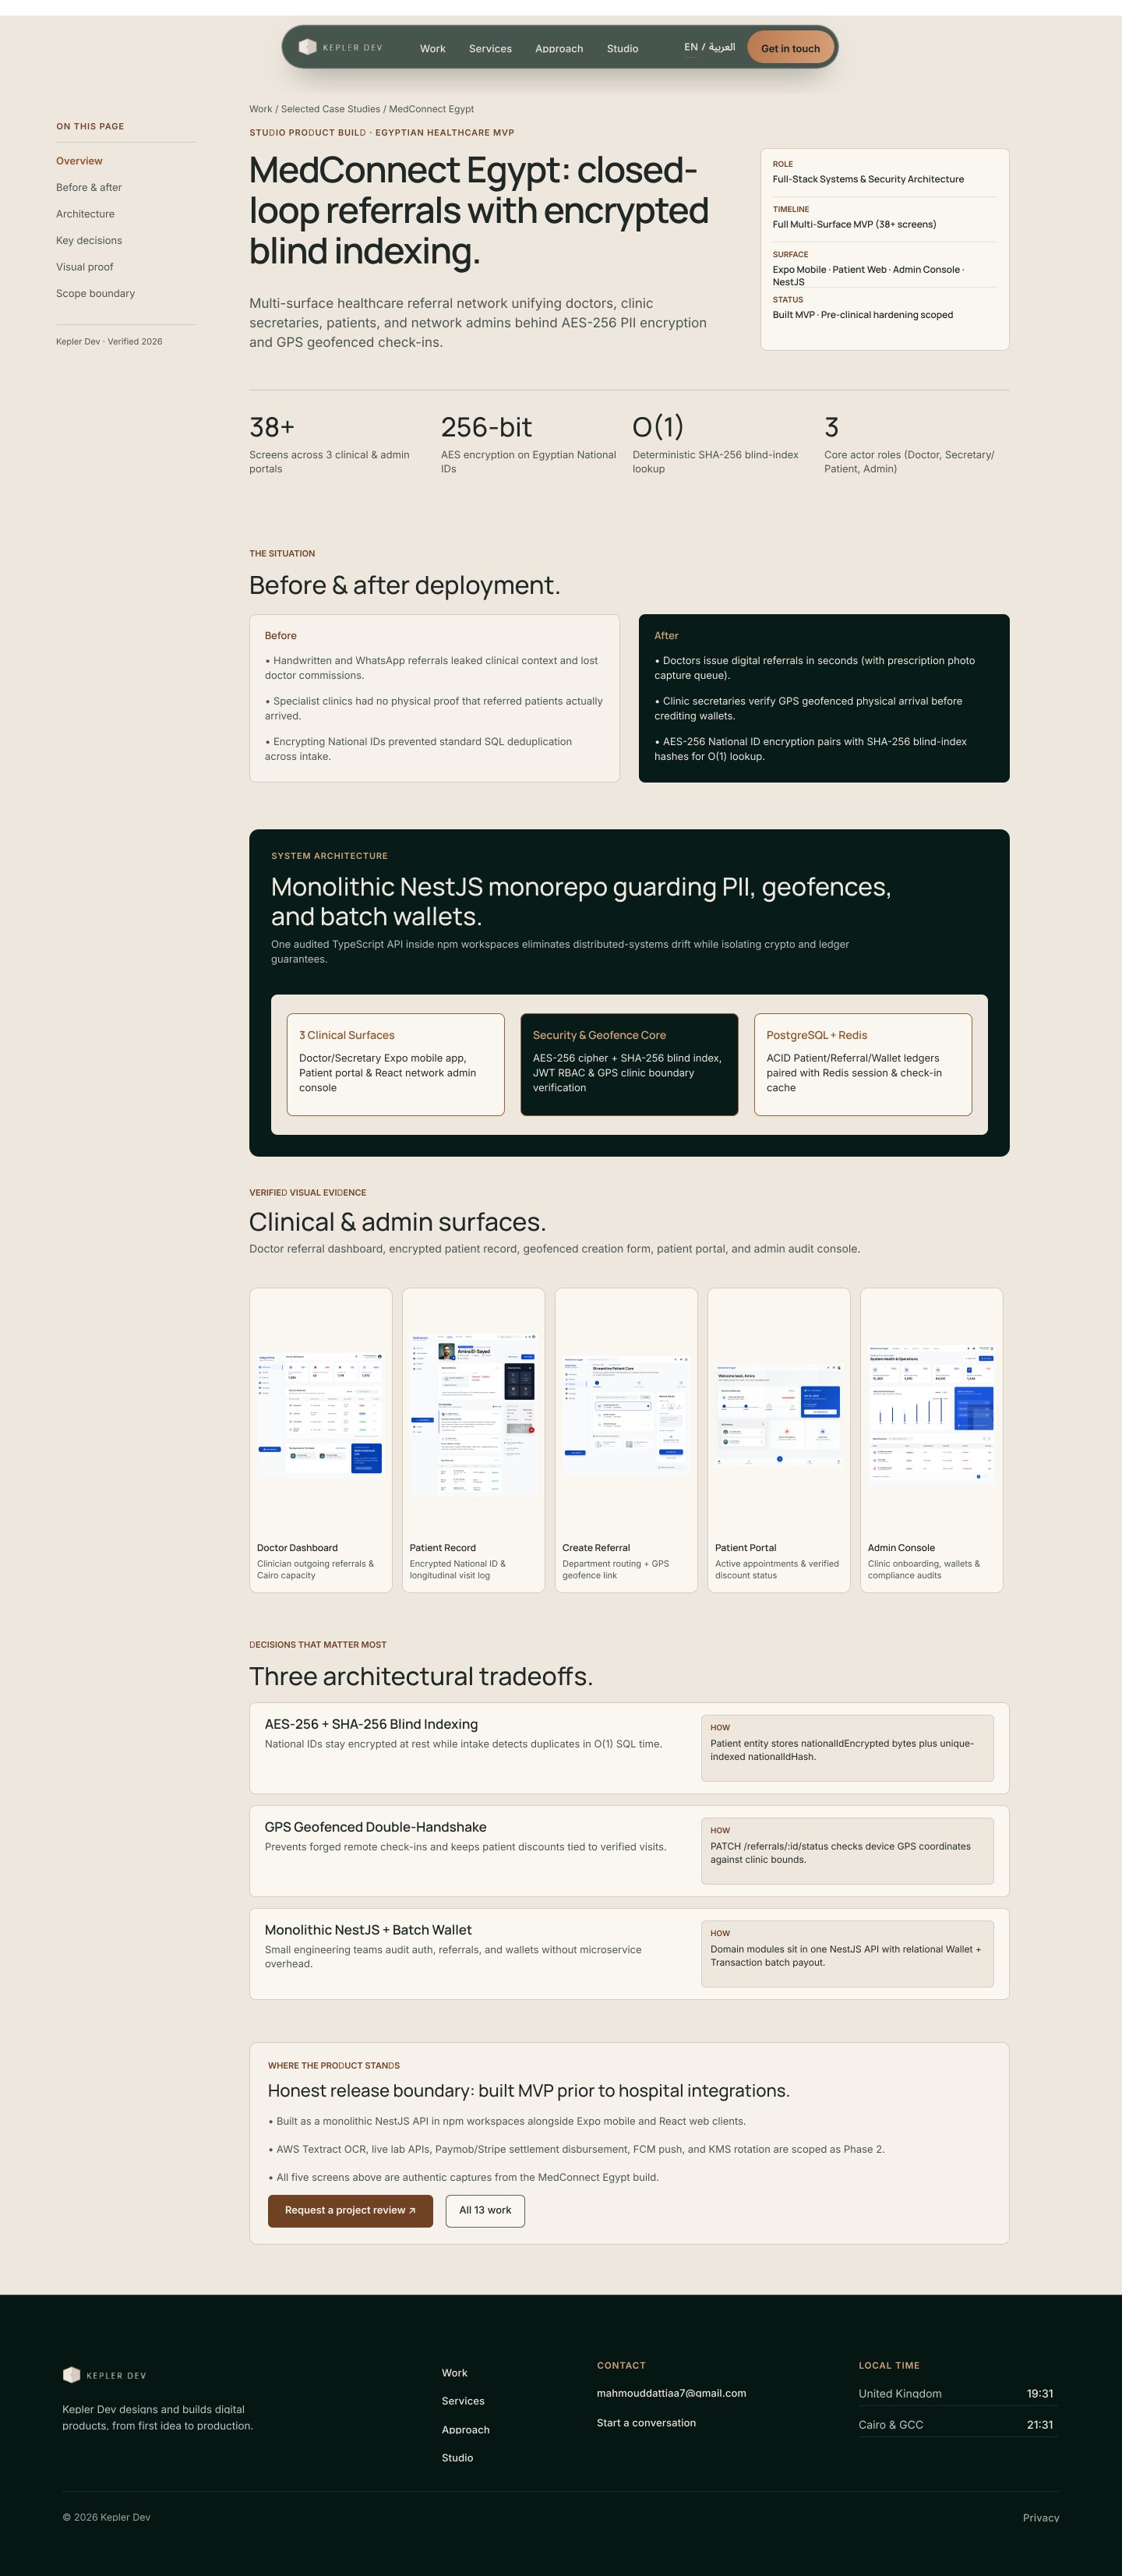 KEPLER DEV
Work
Services
Approach
Studio
EN / العربية
Get in touch
ON THIS PAGE
Overview
Before & after
Architecture
Key decisions
Visual proof
Scope boundary
Kepler Dev · Verified 2026
Work / Selected Case Studies / MedConnect Egypt
STUDIO PRODUCT BUILD · EGYPTIAN HEALTHCARE MVP
MedConnect Egypt: closed-
loop referrals with encrypted
blind indexing.
Multi-surface healthcare referral network unifying doctors, clinic
secretaries, patients, and network admins behind AES-256 PII encryption
and GPS geofenced check-ins.
ROLE
Full-Stack Systems & Security Architecture
TIMELINE
Full Multi-Surface MVP (38+ screens)
SURFACE
Expo Mobile · Patient Web · Admin Console ·
NestJS
STATUS
Built MVP · Pre-clinical hardening scoped
38+
Screens across 3 clinical & admin
portals
256-bit
AES encryption on Egyptian National
IDs
O(1)
Deterministic SHA-256 blind-index
lookup
3
Core actor roles (Doctor, Secretary/
Patient, Admin)
THE SITUATION
Before & after deployment.
Before
• Handwritten and WhatsApp referrals leaked clinical context and lost
doctor commissions.
• Specialist clinics had no physical proof that referred patients actually
arrived.
• Encrypting National IDs prevented standard SQL deduplication
across intake.
After
• Doctors issue digital referrals in seconds (with prescription photo
capture queue).
• Clinic secretaries verify GPS geofenced physical arrival before
crediting wallets.
• AES-256 National ID encryption pairs with SHA-256 blind-index
hashes for O(1) lookup.
SYSTEM ARCHITECTURE
Monolithic NestJS monorepo guarding PII, geofences,
and batch wallets.
One audited TypeScript API inside npm workspaces eliminates distributed-systems drift while isolating crypto and ledger
guarantees.
3 Clinical Surfaces
Doctor/Secretary Expo mobile app,
Patient portal & React network admin
console
Security & Geofence Core
AES-256 cipher + SHA-256 blind index,
JWT RBAC & GPS clinic boundary
verification
PostgreSQL + Redis
ACID Patient/Referral/Wallet ledgers
paired with Redis session & check-in
cache
VERIFIED VISUAL EVIDENCE
Clinical & admin surfaces.
Doctor referral dashboard, encrypted patient record, geofenced creation form, patient portal, and admin audit console.
Amina El-Sayed
Streamline Patient Care
Welcome back, Amira
System Health & Operations
Doctor Dashboard
Clinician outgoing referrals &
Cairo capacity
Patient Record
Encrypted National ID &
longitudinal visit log
Create Referral
Department routing + GPS
geofence link
Patient Portal
Active appointments & verified
discount status
Admin Console
Clinic onboarding, wallets &
compliance audits
DECISIONS THAT MATTER MOST
Three architectural tradeoffs.
AES-256 + SHA-256 Blind Indexing
National IDs stay encrypted at rest while intake detects duplicates in O(1) SQL time.
HOW
Patient entity stores nationalIdEncrypted bytes plus unique-
indexed nationalIdHash.
GPS Geofenced Double-Handshake
Prevents forged remote check-ins and keeps patient discounts tied to verified visits.
HOW
PATCH /referrals/:id/status checks device GPS coordinates
against clinic bounds.
Monolithic NestJS + Batch Wallet
Small engineering teams audit auth, referrals, and wallets without microservice
overhead.
HOW
Domain modules sit in one NestJS API with relational Wallet +
Transaction batch payout.
WHERE THE PRODUCT STANDS
Honest release boundary: built MVP prior to hospital integrations.
• Built as a monolithic NestJS API in npm workspaces alongside Expo mobile and React web clients.
• AWS Textract OCR, live lab APIs, Paymob/Stripe settlement disbursement, FCM push, and KMS rotation are scoped as Phase 2.
• All five screens above are authentic captures from the MedConnect Egypt build.
Request a project review ↗
All 13 work
KEPLER DEV
Kepler Dev designs and builds digital
products, from first idea to production.
Work
Services
Approach
Studio
CONTACT
mahmouddattiaa7@gmail.com
Start a conversation
LOCAL TIME
United Kingdom 19:31
Cairo & GCC 21:31
© 2026 Kepler Dev
Privacy